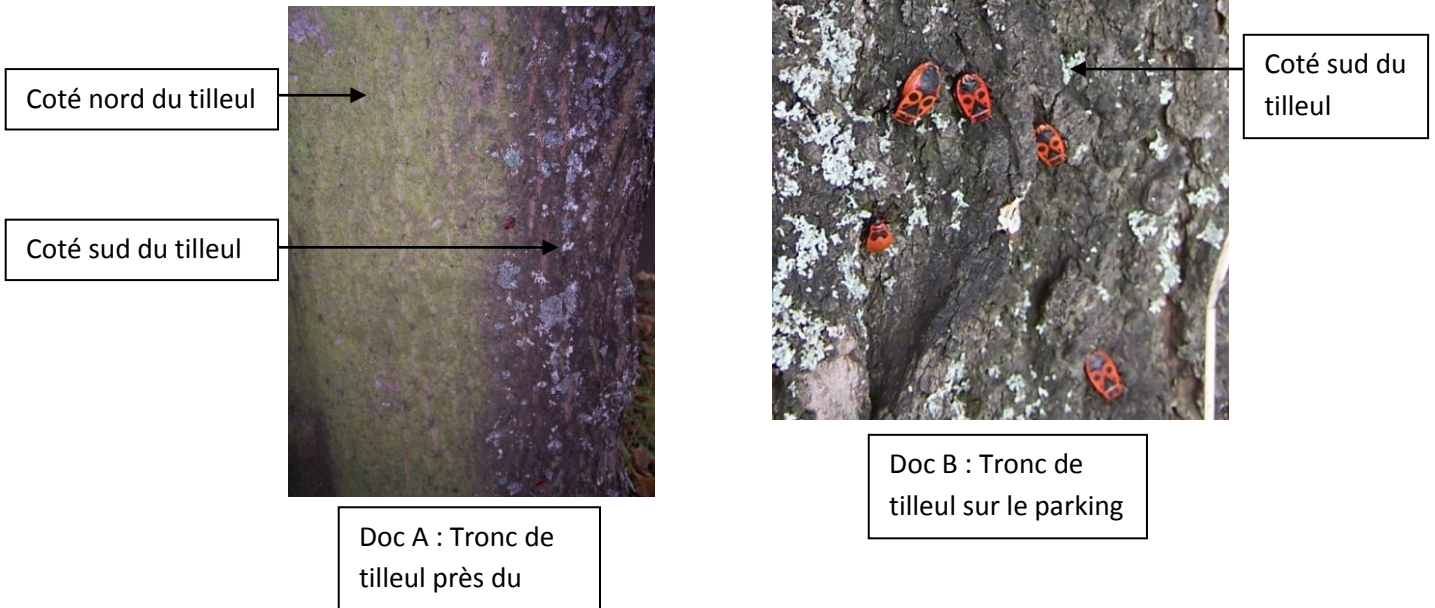 Coté nord du tilleul
Coté sud du tilleul
Coté sud du
tilleul
Doc A : Tronc de
tilleul près du
Doc B : Tronc de
tilleul sur le parking